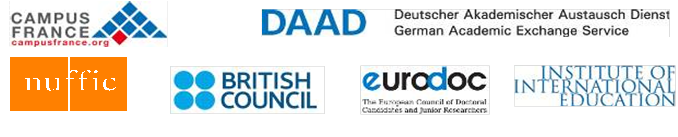 CAMPUS
FRANCE
campusfrance.org
DAAD
Deutscher Akademischer Austausch Dienst
German Academic Exchange Service
nuffic
BRITISH
COUNCIL
eurodoc
The European Council of Doctoral
Candidates and Junior Researchers
INSTITUTE OF
INTERNATIONAL
EDUCATION